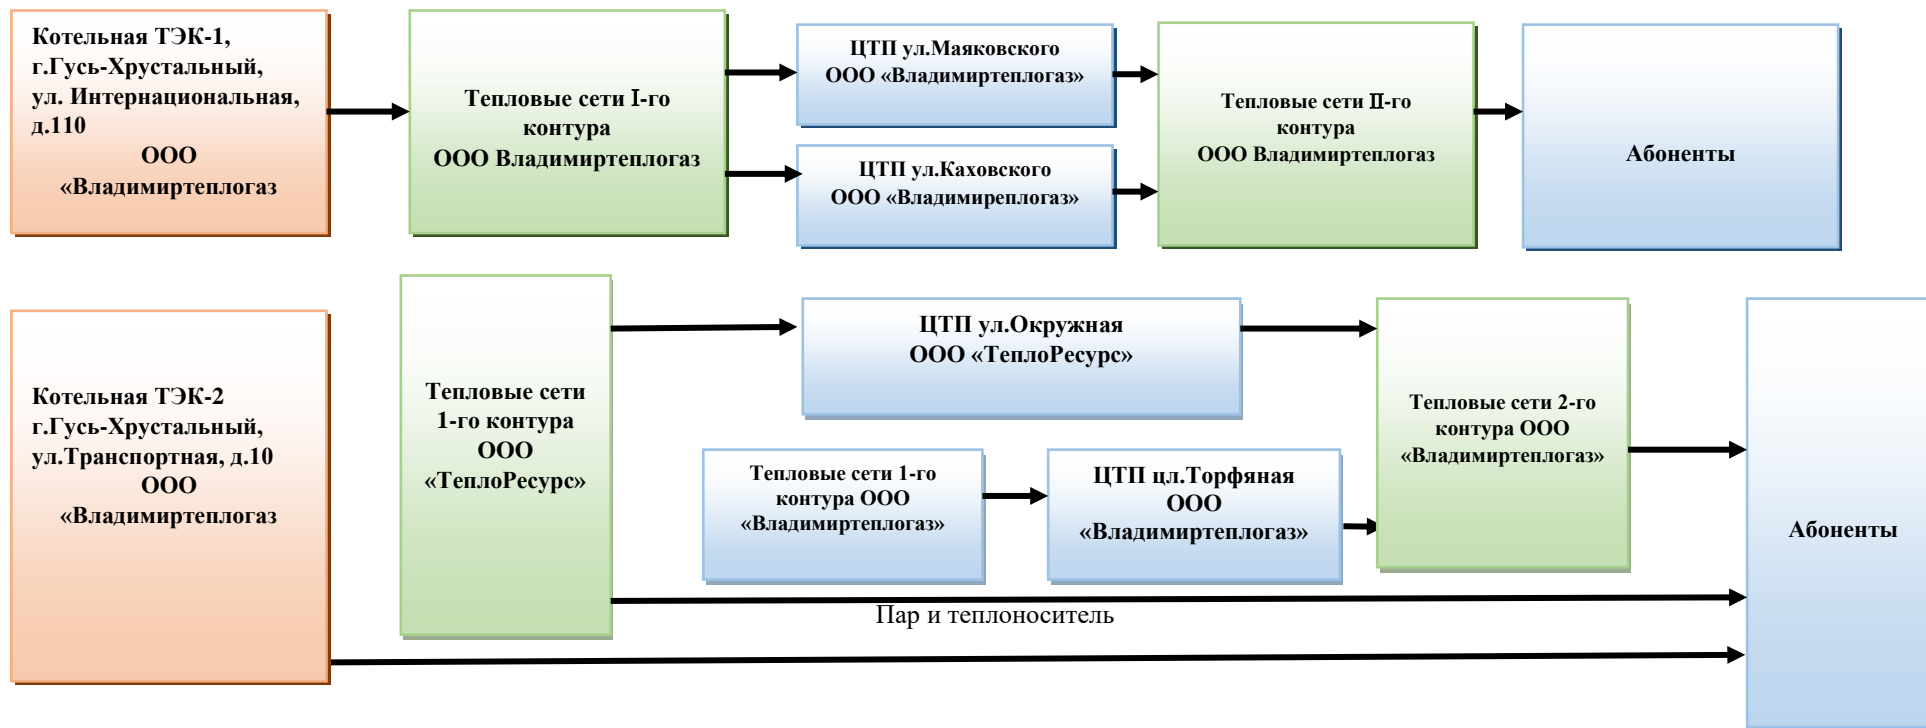 Котельная ТЭК-1,
г.Гусь-Хрустальный,
ул. Интернациональная,
д.110
ООО
«Владимиртеплогаз
Тепловые сети I-го
контура
ООО Владимиртеплогаз
ЦТП ул.Маяковского
ООО «Владимиртеплогаз»
ЦТП ул.Каховского
ООО «Владимиреплогаз»
Тепловые сети II-го
контура
ООО Владимиртеплогаз
Абоненты
Котельная ТЭК-2
г.Гусь-Хрустальный,
ул.Транспортная, д.10
ООО
«Владимиртеплогаз
Тепловые сети
1-го контура
ООО
«ТеплоРесурс»
ЦТП ул.Окружная
ООО «ТеплоРесурс»
Тепловые сети 1-го
контура ООО
«Владимиртеплогаз»
ЦТП цл.Торфяная
ООО
«Владимиртеплогаз»
Тепловые сети 2-го
контура ООО
«Владимиртеплогаз»
Абоненты
Пар и теплоноситель